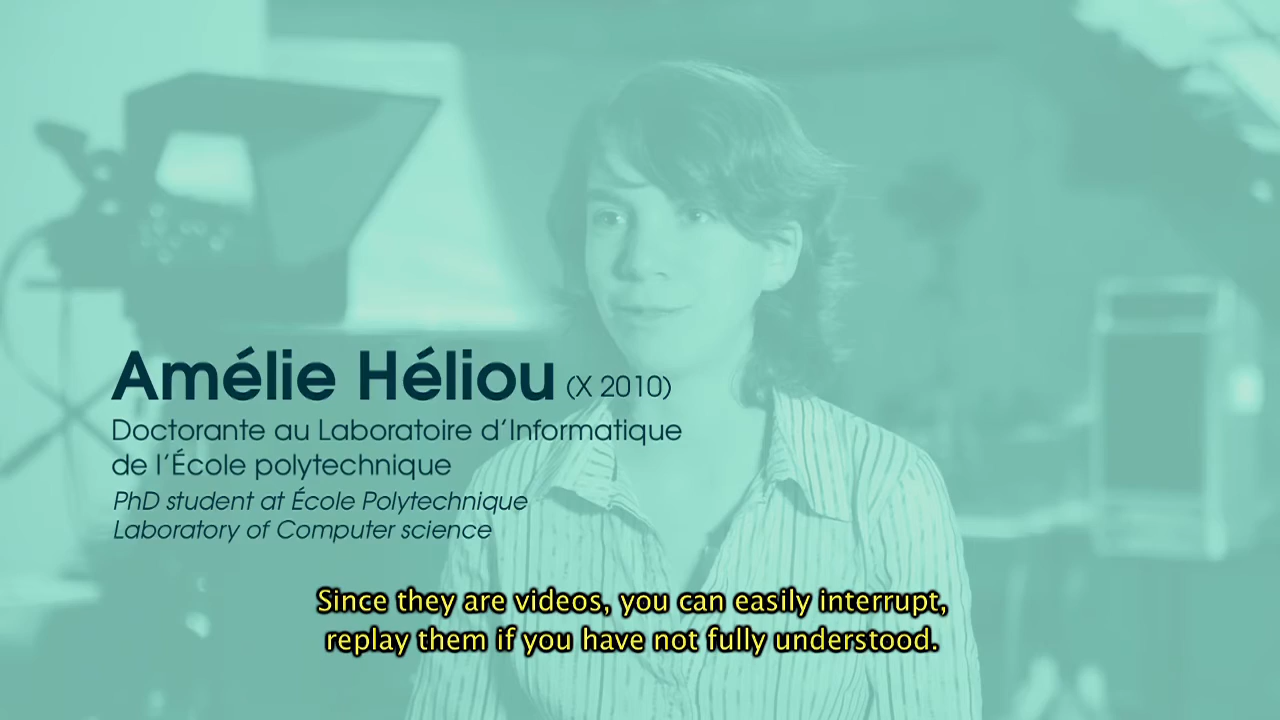 Amélie Héliou (X 2010)
Doctorante au Laboratoire d'Informatique
de l'École polytechnique
PhD student at École Polytechnique
Laboratory of Computer science
Since they are videos, you can easily interrupt,
replay them if you have not fully understood.